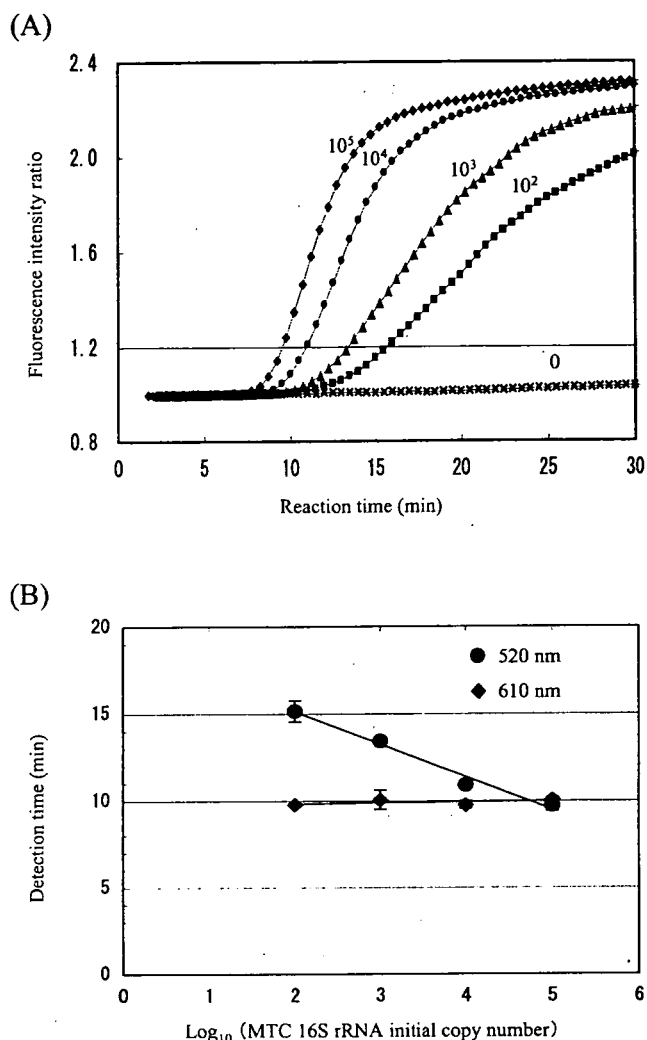 (A)
Fluorescence intensity ratio
2.4
2.0
1.6
1.2
0.8
10⁵
10⁴
10³
10²
0
0 5 10 15 20 25 30
Reaction time (min)
(B)
Detection time (min)
20
15
10
5
0
520 nm
610 nm
0 1 2 3 4 5 6
Log₁₀ (MTC 16S rRNA initial copy number)